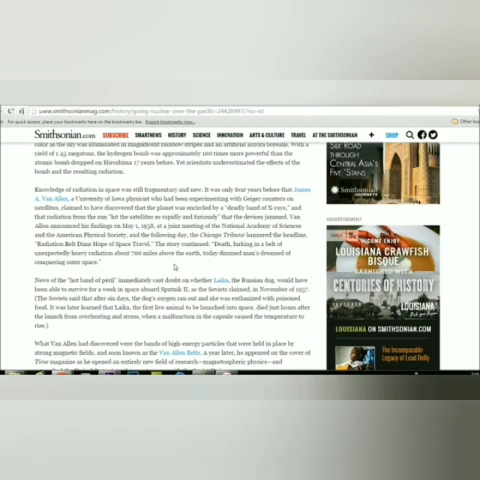 www.smithsonianmag.com/history/going-nuclear-over-the-pacific-24428997/?no-ist
For quick access, place your bookmarks here on the bookmarks bar. Import bookmarks now...
Other bo
Smithsonian.com SUBSCRIBE SMARTNEWS HISTORY SCIENCE INNOVATION ARTS & CULTURE TRAVEL AT THE SMITHSONIAN SHOP
color as the sky was illuminated in magnificent rainbow stripes and an artificial aurora borealis. With a
yield of 1.45 megatons, the hydrogen bomb was approximately 100 times more powerful than the
atomic bomb dropped on Hiroshima 17 years before. Yet scientists underestimated the effects of the
bomb and the resulting radiation.
Knowledge of radiation in space was still fragmentary and new. It was only four years before that James
A. Van Allen, a University of Iowa physicist who had been experimenting with Geiger counters on
satellites, claimed to have discovered that the planet was encircled by a "deadly band of X-rays," and
that radiation from the sun "hit the satellites so rapidly and furiously" that the devices jammed. Van
Allen announced his findings on May 1, 1958, at a joint meeting of the National Academy of Sciences
and the American Physical Society, and the following day, the Chicago Tribune bannered the headline,
"Radiation Belt Dims Hope of Space Travel." The story continued: "Death, lurking in a belt of
unexpectedly heavy radiation about 700 miles above the earth, today dimmed man's dreams of
conquering outer space."
News of the "hot band of peril" immediately cast doubt on whether Laika, the Russian dog, would have
been able to survive for a week in space aboard Sputnik II, as the Soviets claimed, in November of 1957.
(The Soviets said that after six days, the dog's oxygen ran out and she was euthanized with poisoned
food. It was later learned that Laika, the first live animal to be launched into space, died just hours after
the launch from overheating and stress, when a malfunction in the capsule caused the temperature to
rise.)
What Van Allen had discovered were the bands of high-energy particles that were held in place by
strong magnetic fields, and soon known as the Van Allen Belts. A year later, he appeared on the cover of
Time magazine as he opened an entirely new field of research—magnetospheric physics—and
SIX ROAD
THROUGH
CENTRAL ASIA'S
FIVE 'STANS
Smithsonian
JOURNEYS
ADVERTISEMENT
COME ENJOY
LOUISIANA CRAWFISH
BISQUE
GARNISHED WITH
CENTURIES OF HISTORY
LOUISIANA
LOUISIANA ON SMITHSONIAN.COM
The Incomparable
Legacy of Lead Belly